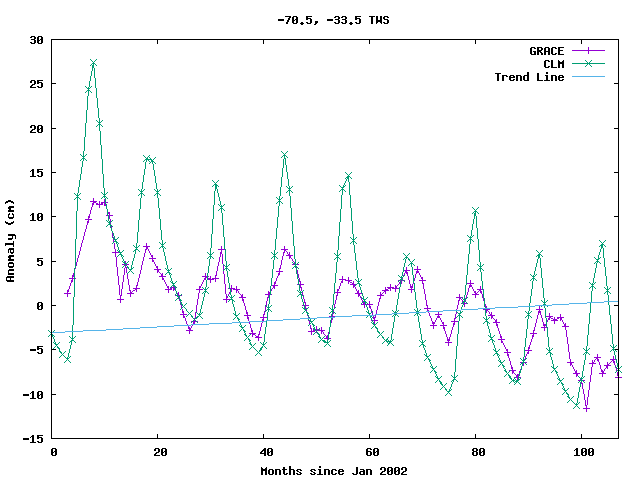 -70.5, -33.5 TWS
GRACE
CLM
Trend Line
30
25
20
15
10
5
0
-5
-10
-15
Anomaly (cm)
0 20 40 60 80 100
Months since Jan 2002